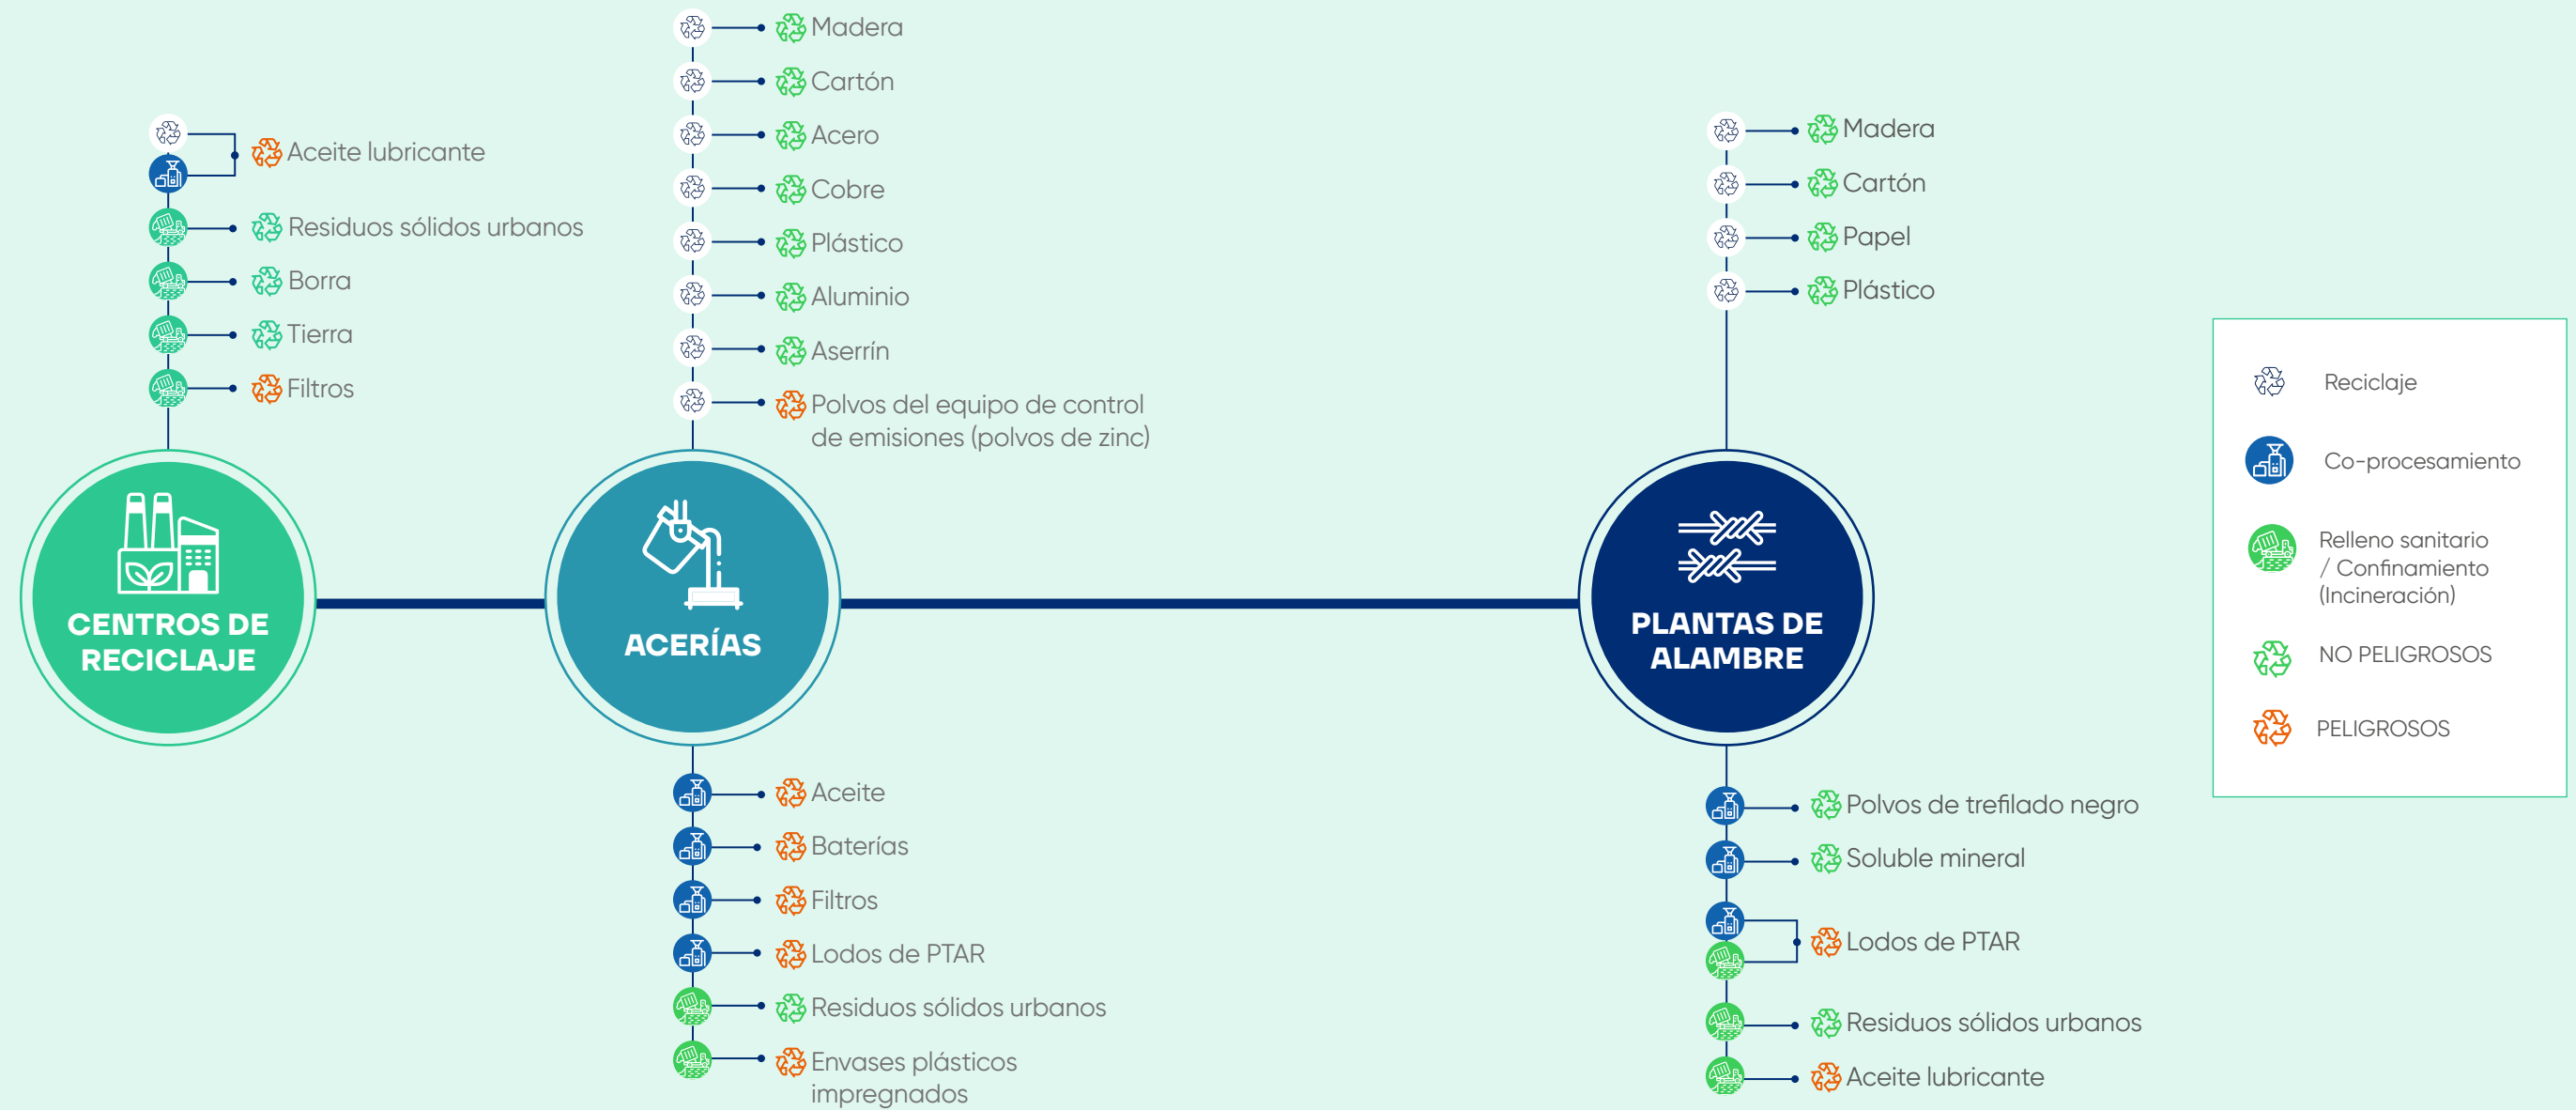 Aceite lubricante
Residuos sólidos urbanos
Borra
Tierra
Filtros
CENTROS DE
RECICLAJE
Madera
Cartón
Acero
Cobre
Plástico
Aluminio
Aserrín
Polvos del equipo de control
de emisiones (polvos de zinc)
ACERÍAS
Aceite
Baterías
Filtros
Lodos de PTAR
Residuos sólidos urbanos
Envases plásticos
impregnados
Madera
Cartón
Papel
Plástico
PLANTAS DE
ALAMBRE
Polvos de trefilado negro
Soluble mineral
Lodos de PTAR
Residuos sólidos urbanos
Aceite lubricante
Reciclaje
Co-procesamiento
Relleno sanitario
/ Confinamiento
(Incineración)
NO PELIGROSOS
PELIGROSOS